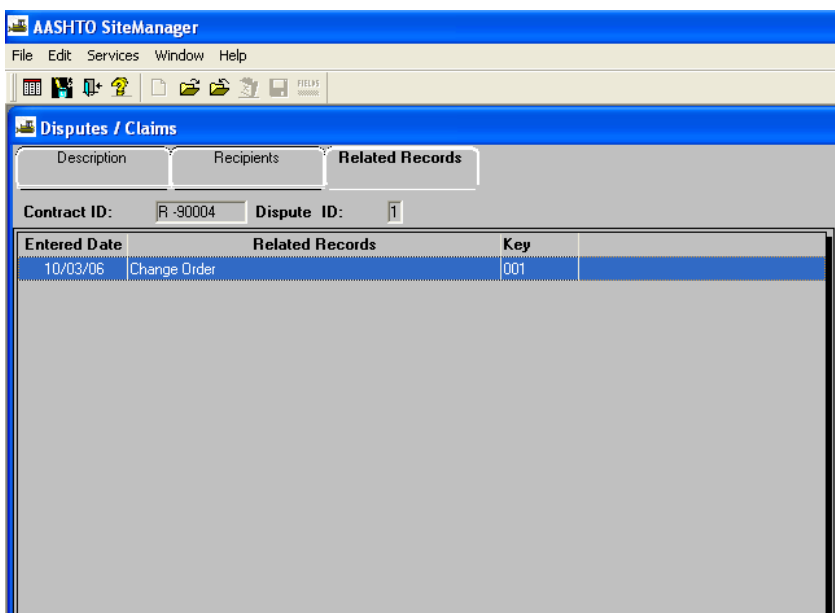 AASHTO SiteManager
File Edit Services Window Help
FIELDS
Disputes / Claims
Description Recipients Related Records
Contract ID: R -90004 Dispute ID: 1
Entered Date Related Records Key
10/03/06 Change Order 001